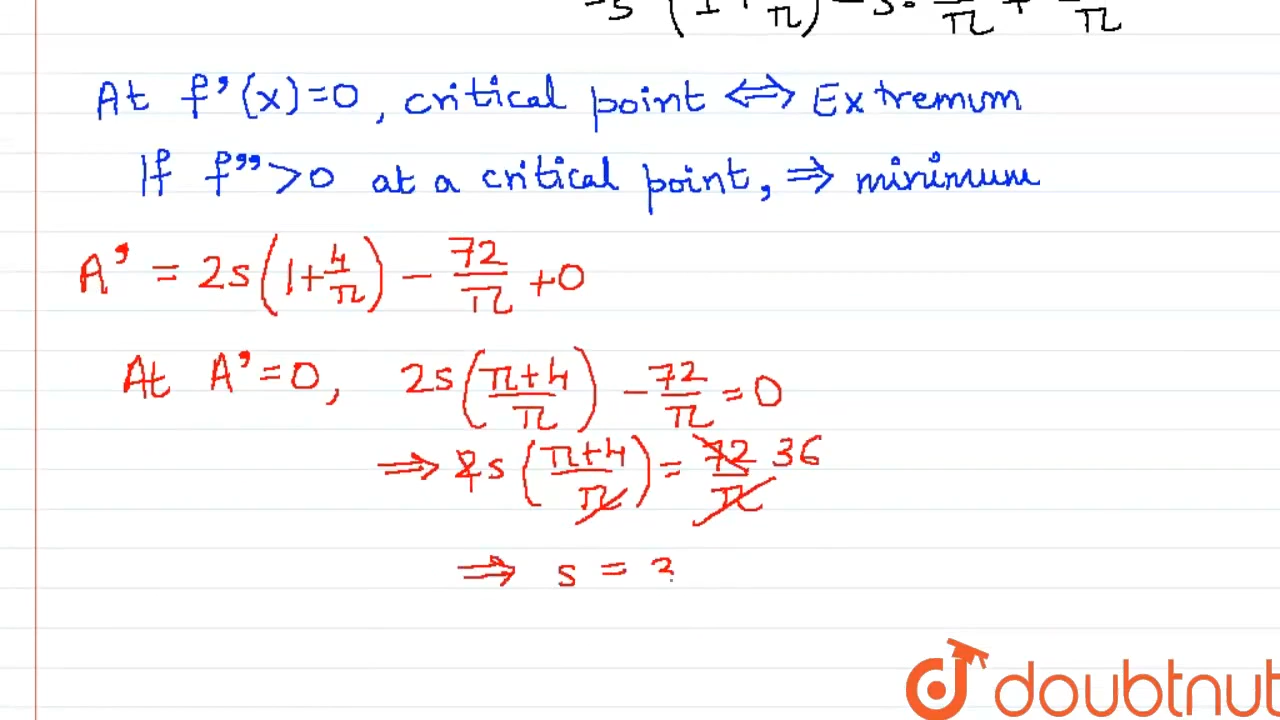 At f'(x)=0, critical point ⟺ Extremum
If f''>0 at a critical point, ⇒ minimum
A' = 2s(1+4/π) − 72/π +0
At A'=0, 2s(π+4/π) − 72/π = 0
⇒ 2s(π+4/π) = 72/π 36
⇒ s =
doubtnut